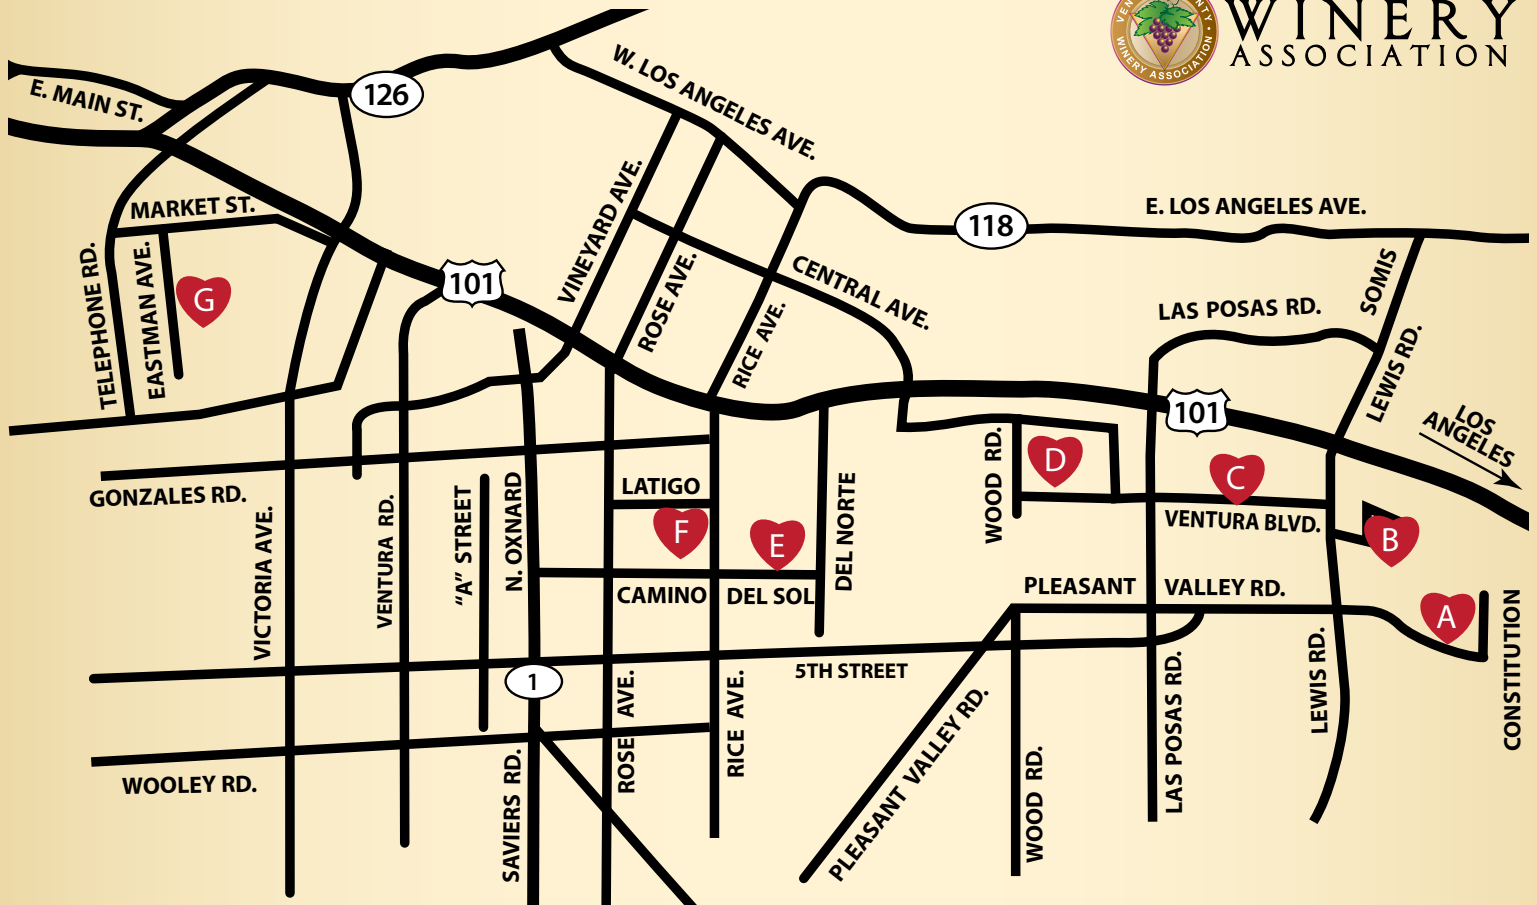 WINERY
ASSOCIATION
WINERY ASSOCIATION
E. MAIN ST.
126
W. LOS ANGELES AVE.
MARKET ST.
118
E. LOS ANGELES AVE.
TELEPHONE RD.
EASTMAN AVE.
G
101
VINEYARD AVE.
ROSE AVE.
RICE AVE.
CENTRAL AVE.
LAS POSAS RD.
SOMIS
LEWIS RD.
101
LOS
ANGELES
GONZALES RD.
VICTORIA AVE.
VENTURA RD.
"A" STREET
N. OXNARD
LATIGO
F
E
DEL NORTE
WOOD RD.
D
C
VENTURA BLVD.
B
CAMINO DEL SOL
PLEASANT VALLEY RD.
A
CONSTITUTION
1
5TH STREET
WOOLEY RD.
SAVIERS RD.
ROSE AVE.
RICE AVE.
PLEASANT VALLEY RD.
WOOD RD.
LAS POSAS RD.
LEWIS RD.